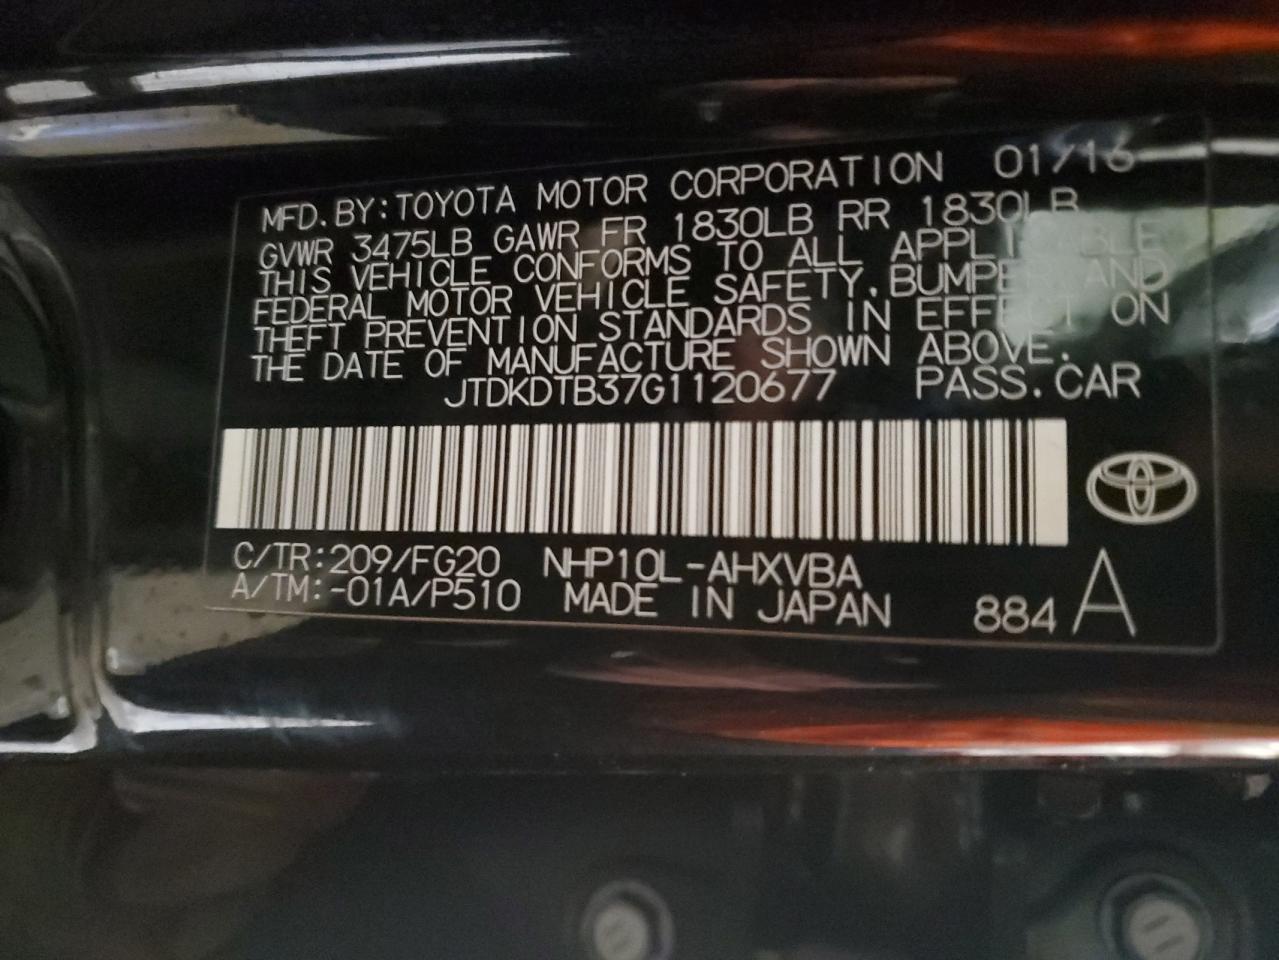 MFD.BY:TOYOTA MOTOR CORPORATION 01/16
GVWR 3475LB GAWR FR 1830LB RR 1830LB
THIS VEHICLE CONFORMS TO ALL APPLICABLE
FEDERAL MOTOR VEHICLE SAFETY,BUMPER AND
THEFT PREVENTION STANDARDS IN EFFECT ON
THE DATE OF MANUFACTURE SHOWN ABOVE.
JTDKDTB37G1120677 PASS.CAR
C/TR:209/FG20 NHP10L-AHXVBA
A/TM:-01A/P510 MADE IN JAPAN 884 A